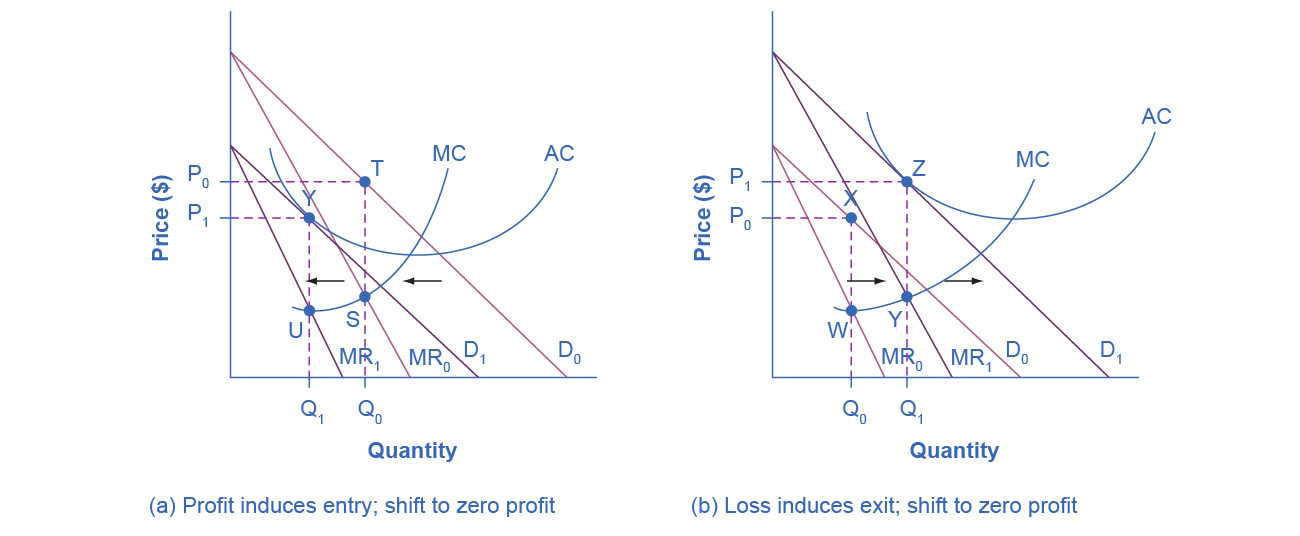 Price ($)
P0
P1
T
Y
MC
AC
U
S
MR1
MR0
D1
D0
Q1
Q0
Quantity
(a) Profit induces entry; shift to zero profit
Price ($)
P1
P0
Z
X
MC
AC
W
Y
MR0
MR1
D0
D1
Q0
Q1
Quantity
(b) Loss induces exit; shift to zero profit